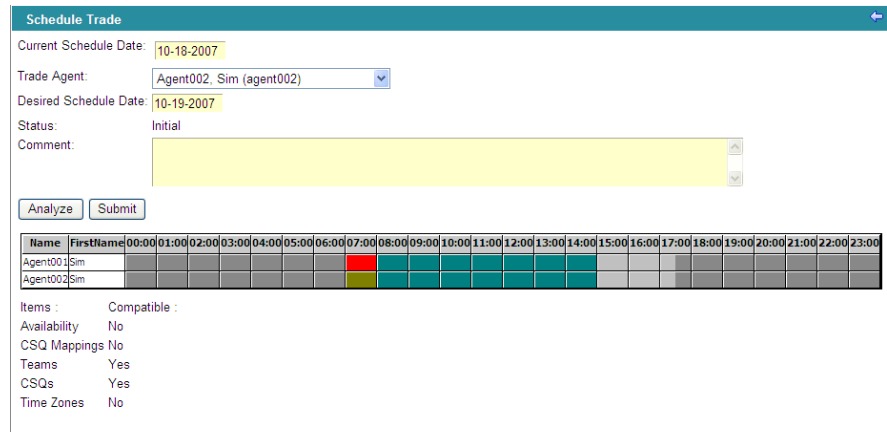 Schedule Trade
Current Schedule Date: 10-18-2007
Trade Agent: Agent002, Sim (agent002)
Desired Schedule Date: 10-19-2007
Status: Initial
Comment:
Analyze Submit
Name FirstName 00:00 01:00 02:00 03:00 04:00 05:00 06:00 07:00 08:00 09:00 10:00 11:00 12:00 13:00 14:00 15:00 16:00 17:00 18:00 19:00 20:00 21:00 22:00 23:00
Agent001 Sim
Agent002 Sim
Items : Compatible :
Availability No
CSQ Mappings No
Teams Yes
CSQs Yes
Time Zones No